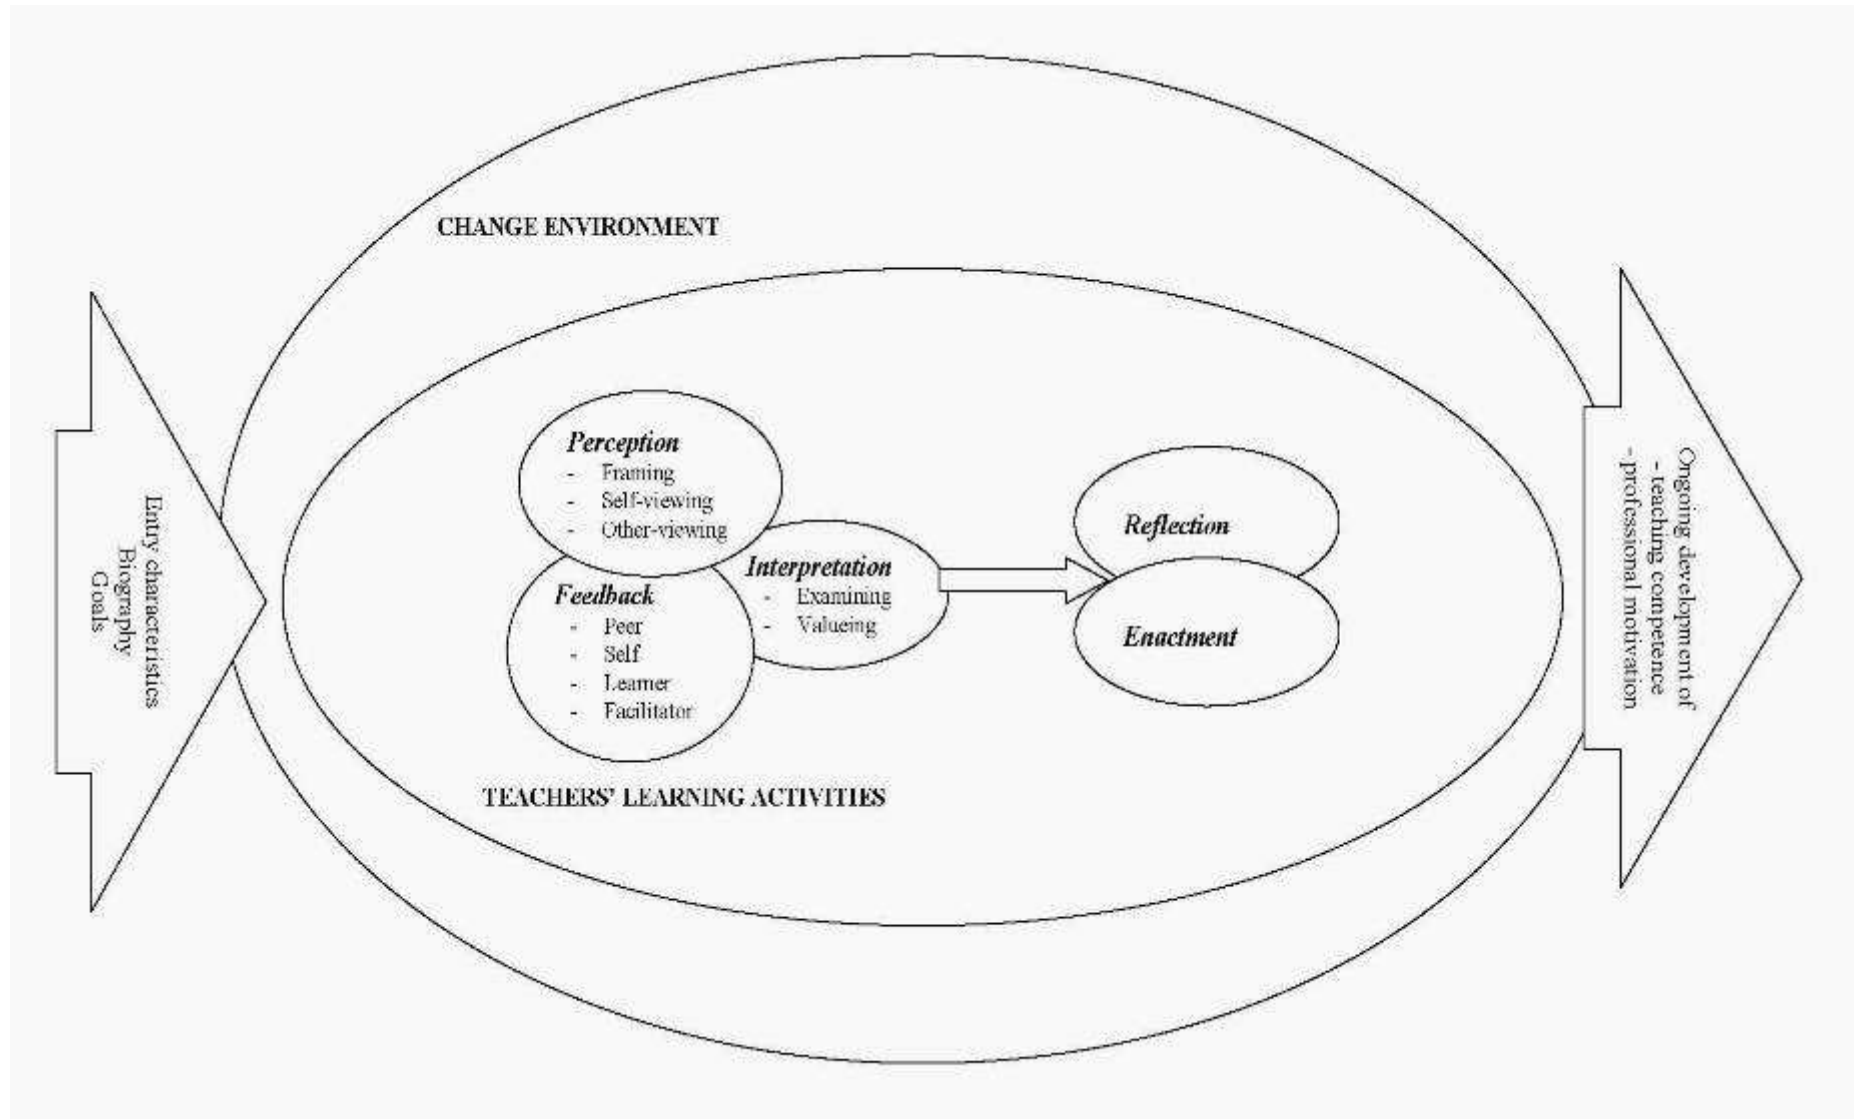 CHANGE ENVIRONMENT
Entry characteristics
Biography
Goals
Perception
- Framing
- Self-viewing
- Other-viewing
Feedback
- Peer
- Self
- Learner
- Facilitator
Interpretation
- Examining
- Valueing
Reflection
Enactment
TEACHERS' LEARNING ACTIVITIES
Ongoing development of
- teaching competence
- professional motivation